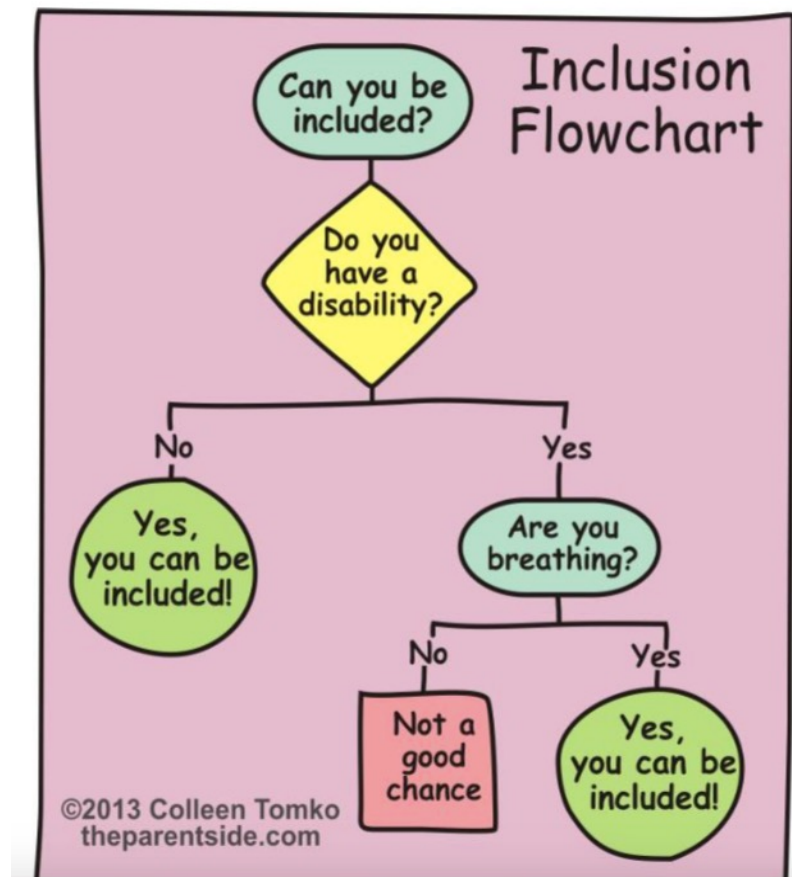 Inclusion
Flowchart
Can you be
included?
Do you
have a
disability?
No
Yes
Yes,
you can be
included!
Are you
breathing?
No
Yes
Not a
good
chance
Yes,
you can be
included!
©2013 Colleen Tomko
theparentside.com